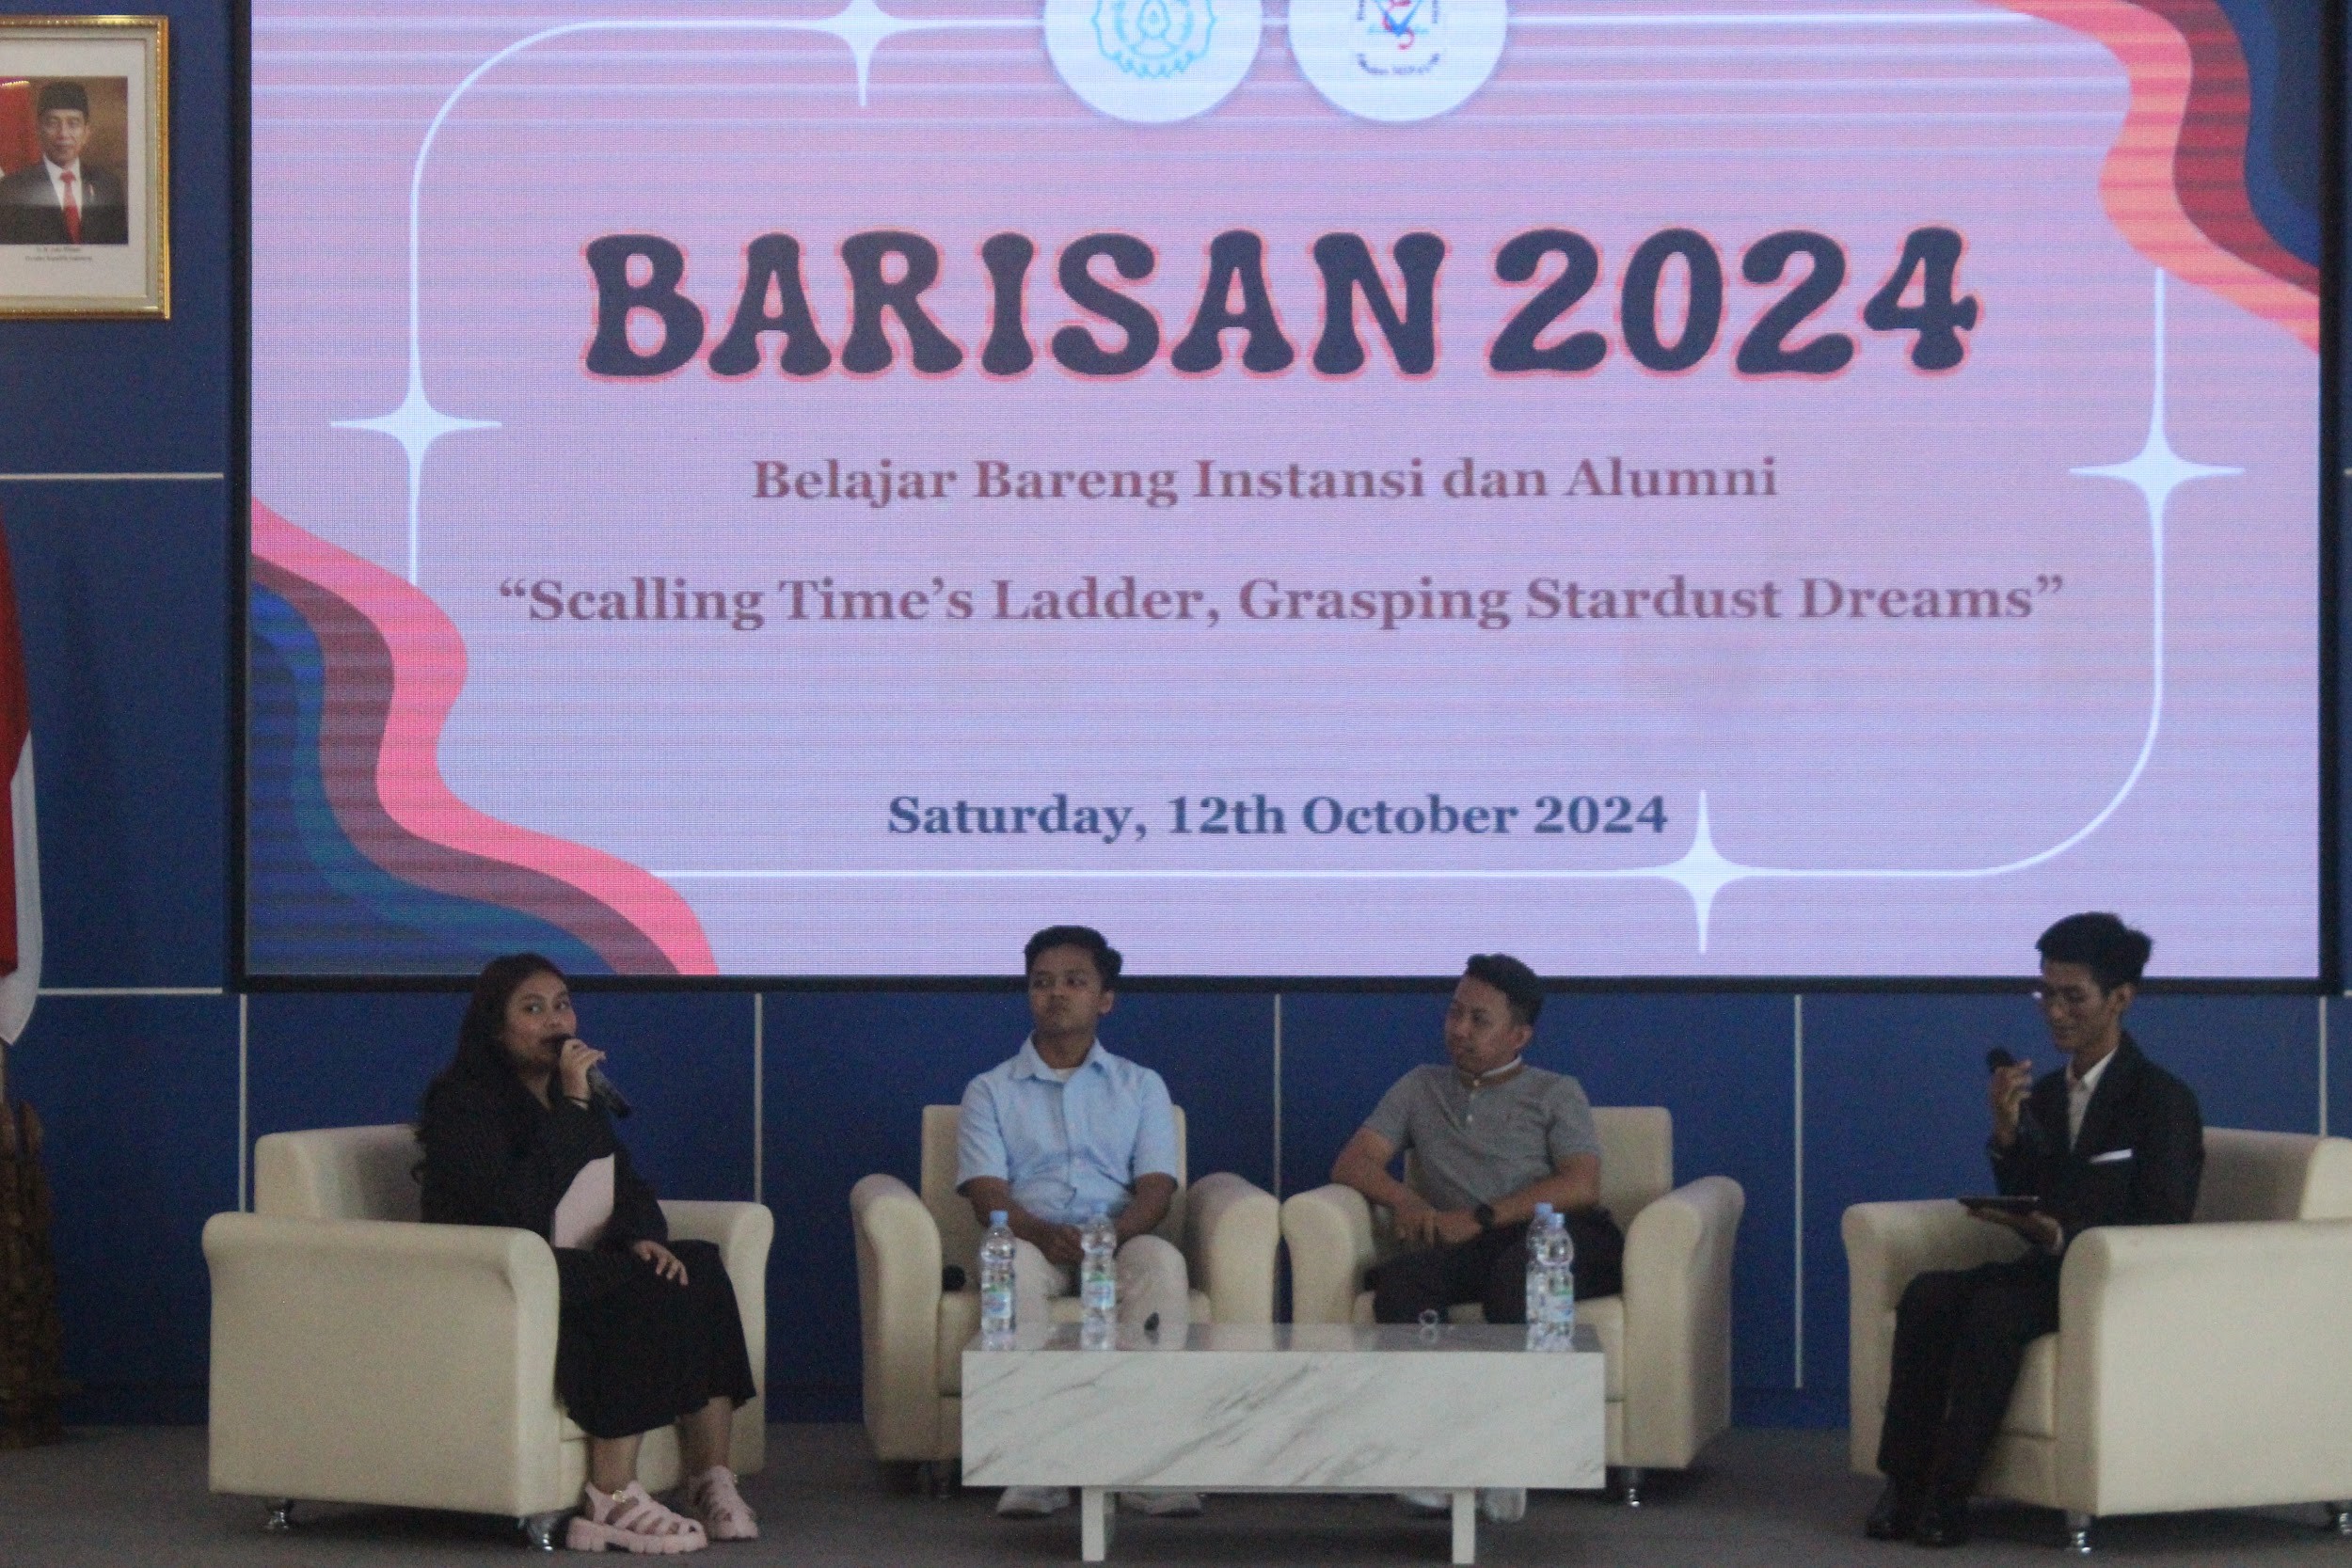 BARISAN 2024
Belajar Bareng Instansi dan Alumni
“Scalling Time’s Ladder, Grasping Stardust Dreams”
Saturday, 12th October 2024